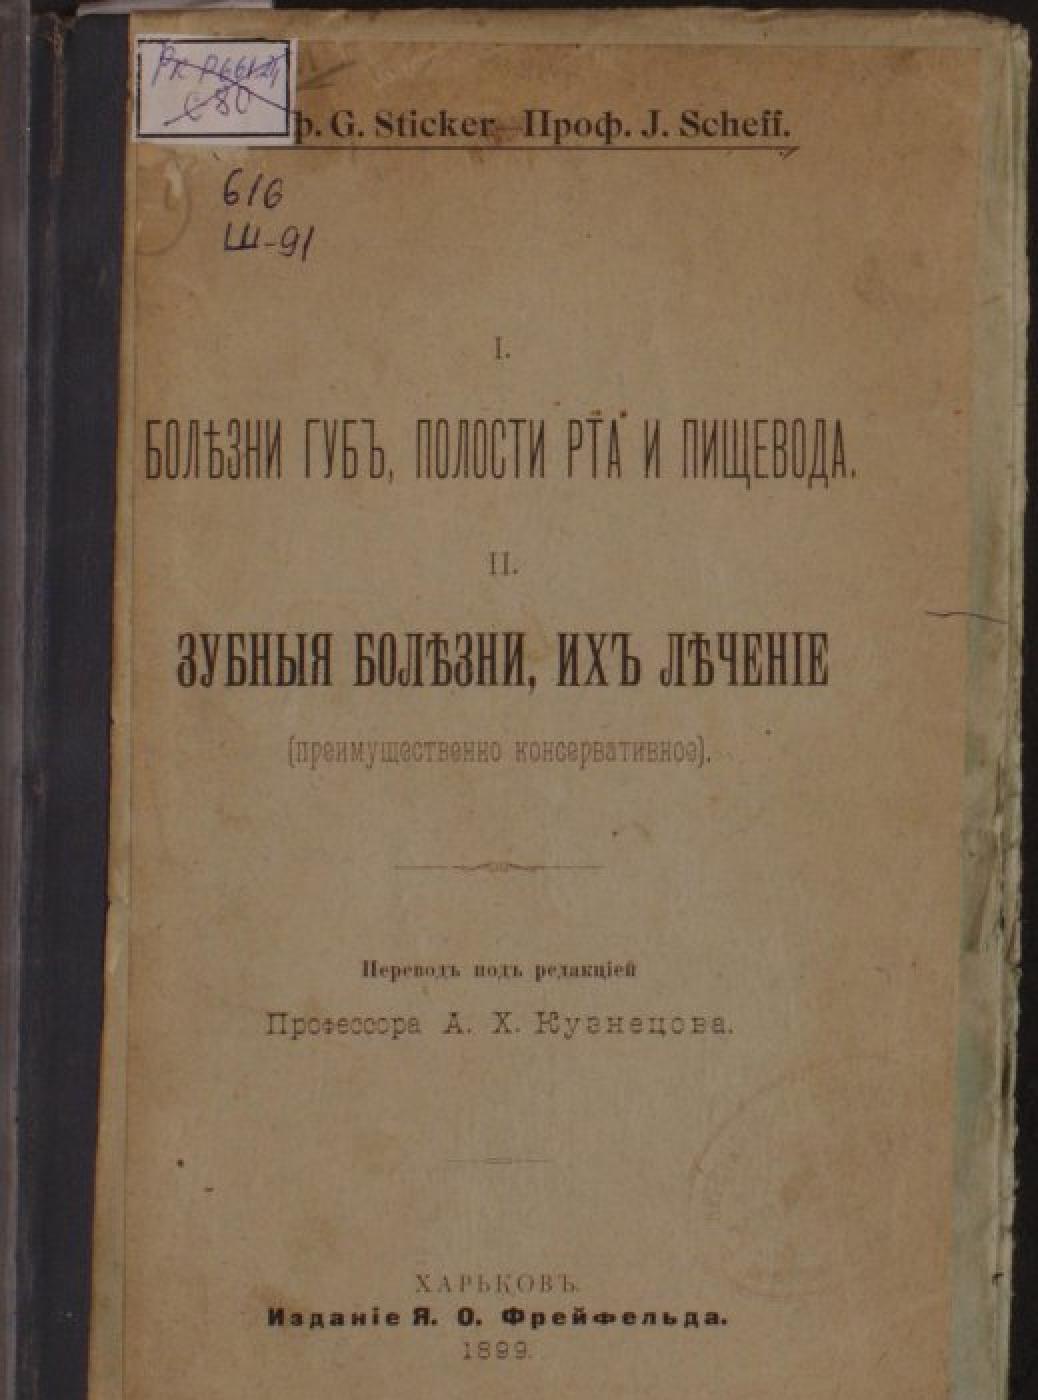 G. Sticker Проф. J. Scheff.
616
Ш-91
I.
БОЛѢЗНИ ГУБЪ, ПОЛОСТИ РТА И ПИЩЕВОДА.
II.
ЗУБНЫЯ БОЛѢЗНИ, ИХЪ ЛѢЧЕНІЕ
(преимущественно консервативное).
Переводъ подъ редакціей
Профессора А. Х. Кузнецова.
ХАРЬКОВЪ.
Изданіе Я. О. Фрейфельда.
1899.